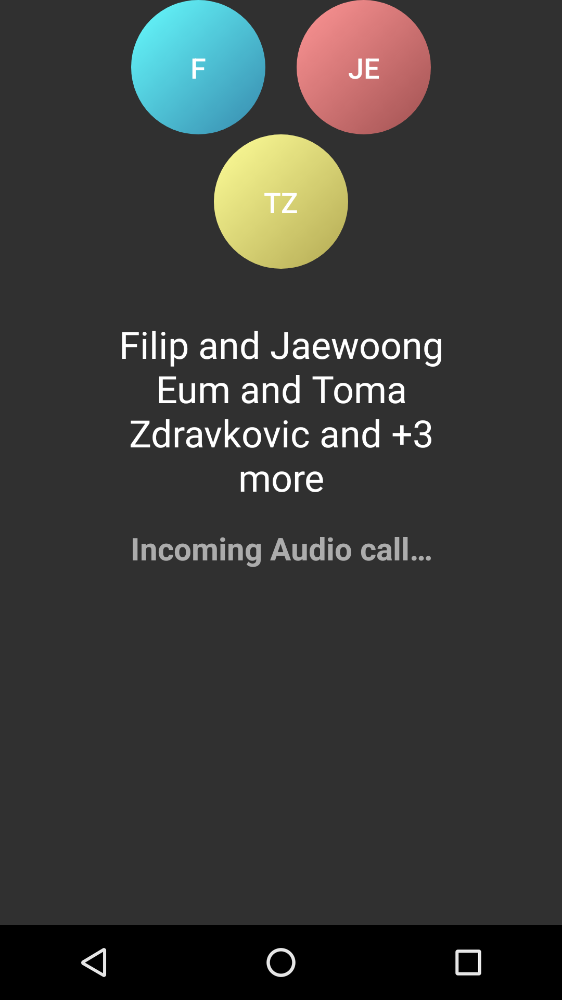 F
JE
TZ
Filip and Jaewoong
Eum and Toma
Zdravkovic and +3
more
Incoming Audio call…